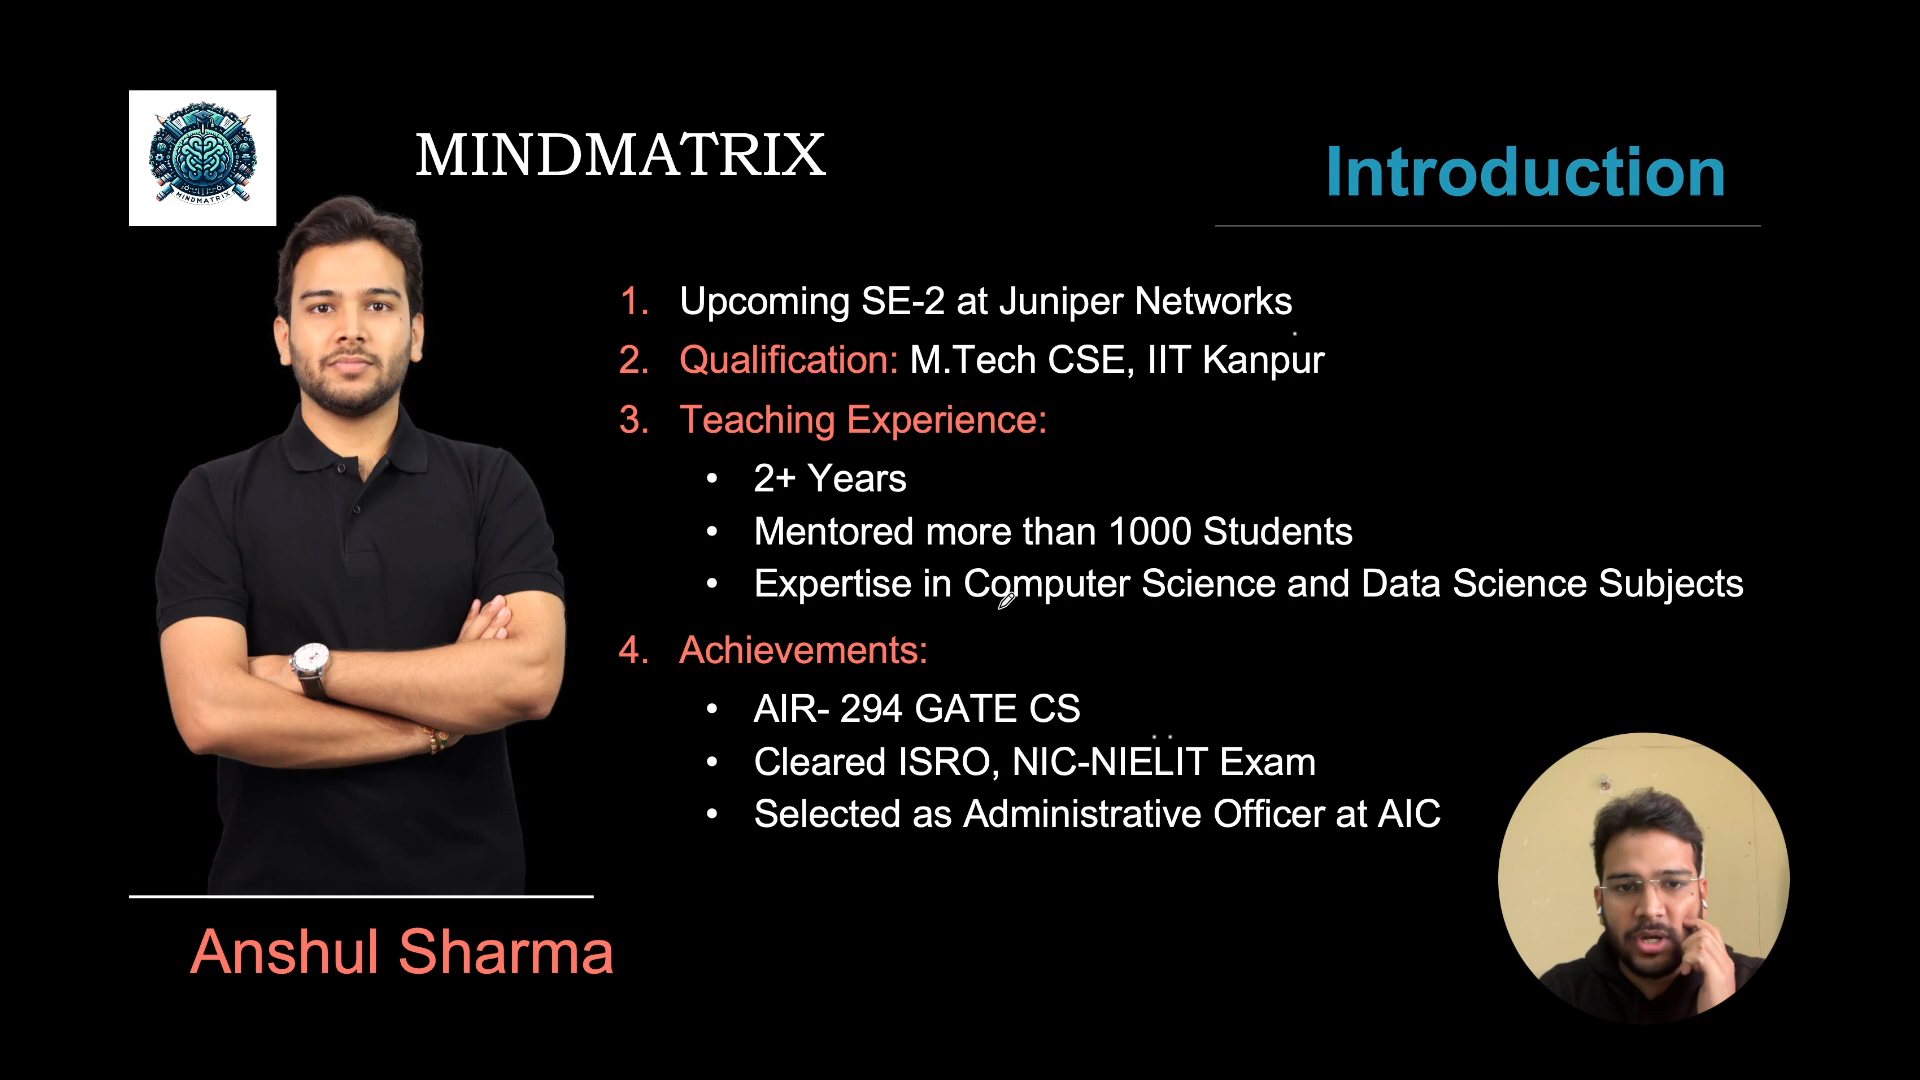 MINDMATRIX
MINDMATRIX
Introduction
1. Upcoming SE-2 at Juniper Networks
2. Qualification: M.Tech CSE, IIT Kanpur
3. Teaching Experience:
• 2+ Years
• Mentored more than 1000 Students
• Expertise in Computer Science and Data Science Subjects
4. Achievements:
• AIR- 294 GATE CS
• Cleared ISRO, NIC-NIELIT Exam
• Selected as Administrative Officer at AIC
Anshul Sharma